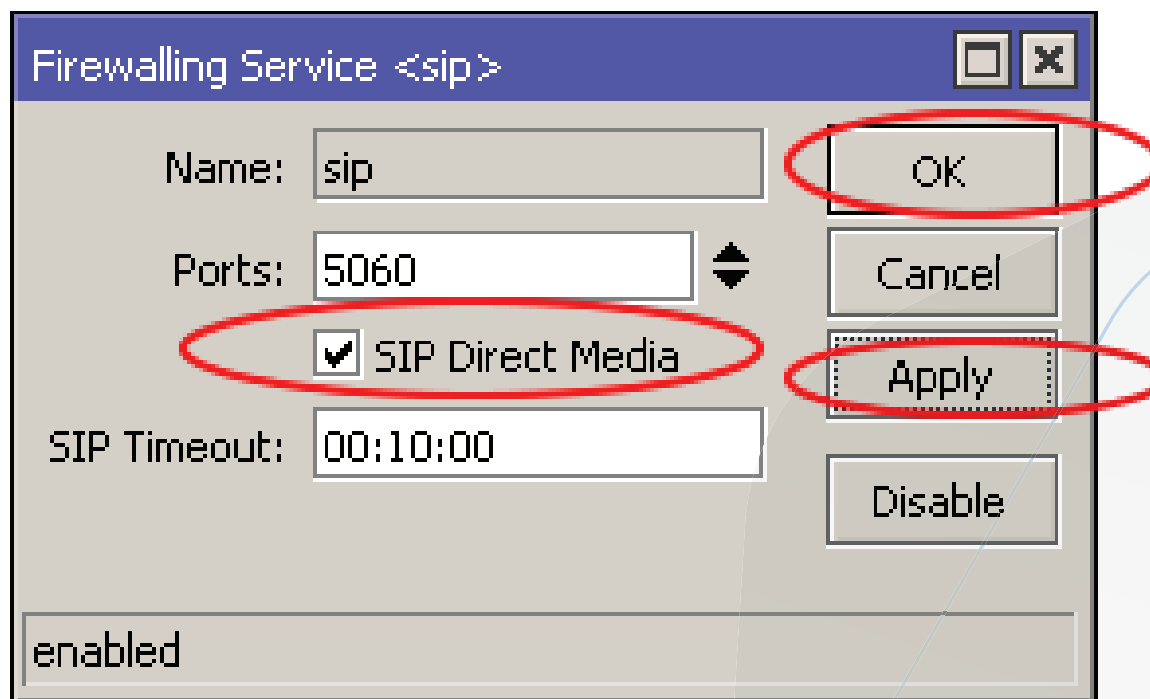 Firewalling Service <sip>
Name: sip
OK
Ports: 5060
Cancel
SIP Direct Media
Apply
SIP Timeout: 00:10:00
Disable
enabled